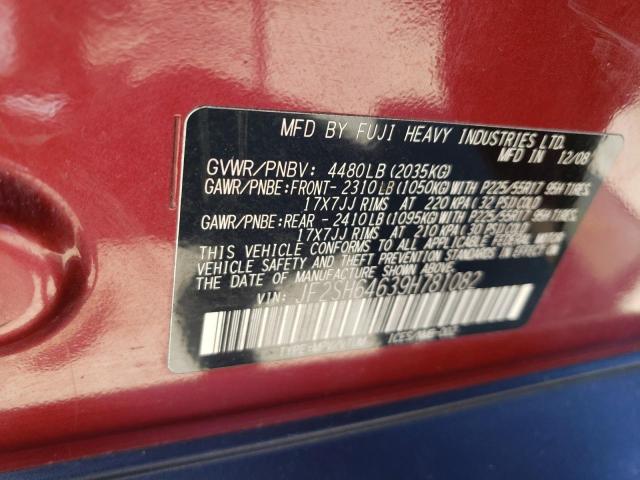 MFD BY FUJI HEAVY INDUSTRIES LTD.
MFD IN 12/08
GVWR/PNBV: 4480LB (2035KG)
GAWR/PNBE:FRONT- 2310LB (1050KG) WITH P225/55R17 95H TIRES,
17X7JJ RIMS AT 220 KPA (32 PSI) COLD
GAWR/PNBE:REAR - 2410LB (1095KG) WITH P225/55R17 95H TIRES,
17X7JJ RIMS AT 210 KPA (30 PSI) COLD
THIS VEHICLE CONFORMS TO ALL APPLICABLE FEDERAL MOTOR
VEHICLE SAFETY AND THEFT PREVENTION STANDARDS IN EFFECT ON
THE DATE OF MANUFACTURE SHOWN ABOVE.
VIN: JF2SH64639H781082